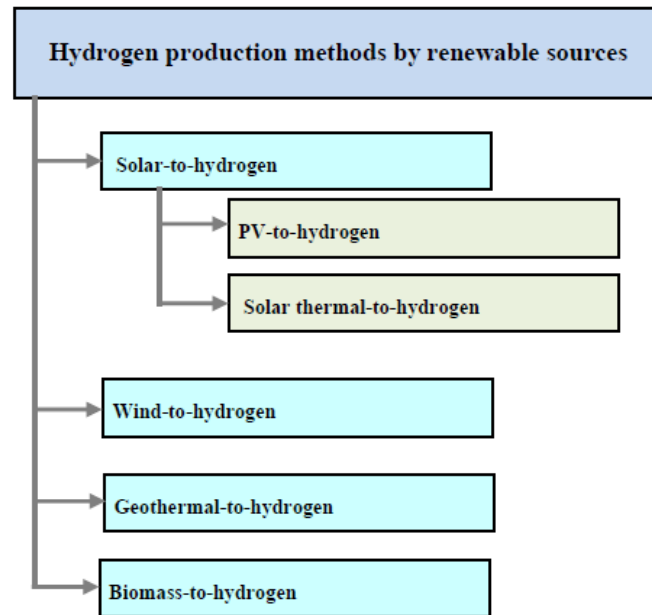 Hydrogen production methods by renewable sources
Solar-to-hydrogen
PV-to-hydrogen
Solar thermal-to-hydrogen
Wind-to-hydrogen
Geothermal-to-hydrogen
Biomass-to-hydrogen